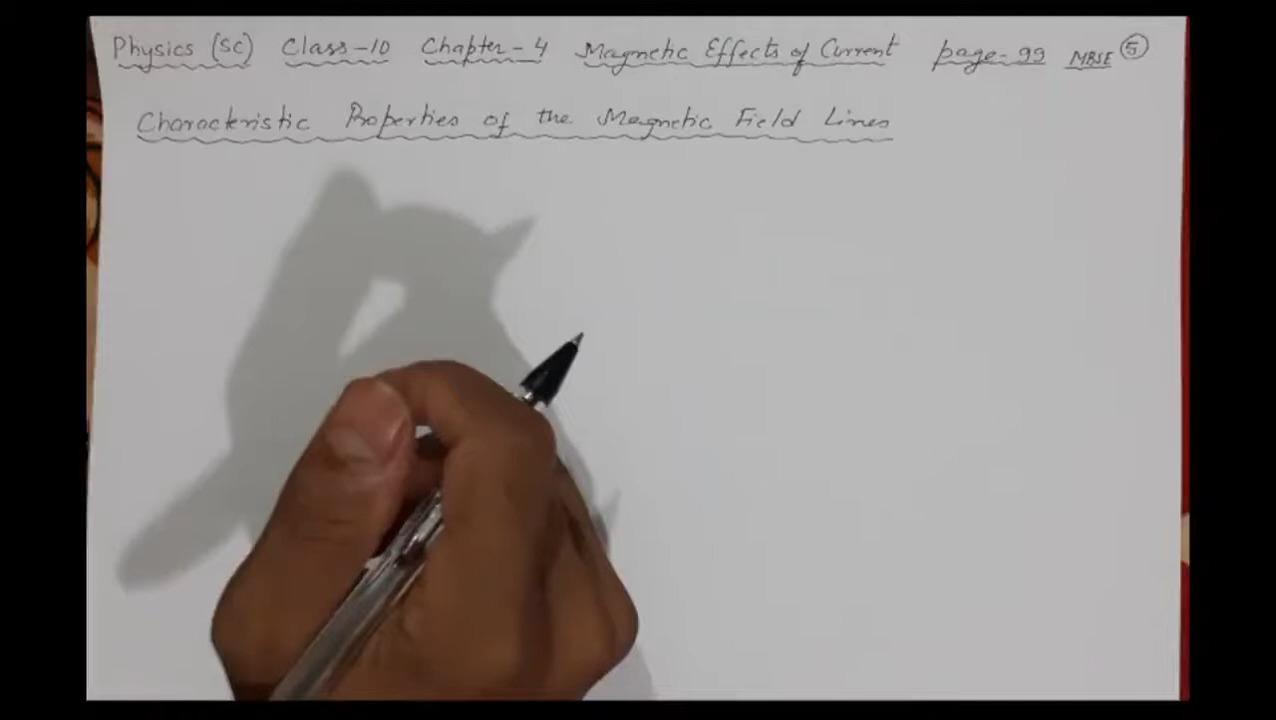 Physics (SC) Class-10 Chapter-4 Magnetic Effects of Current page-99 MBSE 5
Characteristic Properties of the Magnetic Field Lines